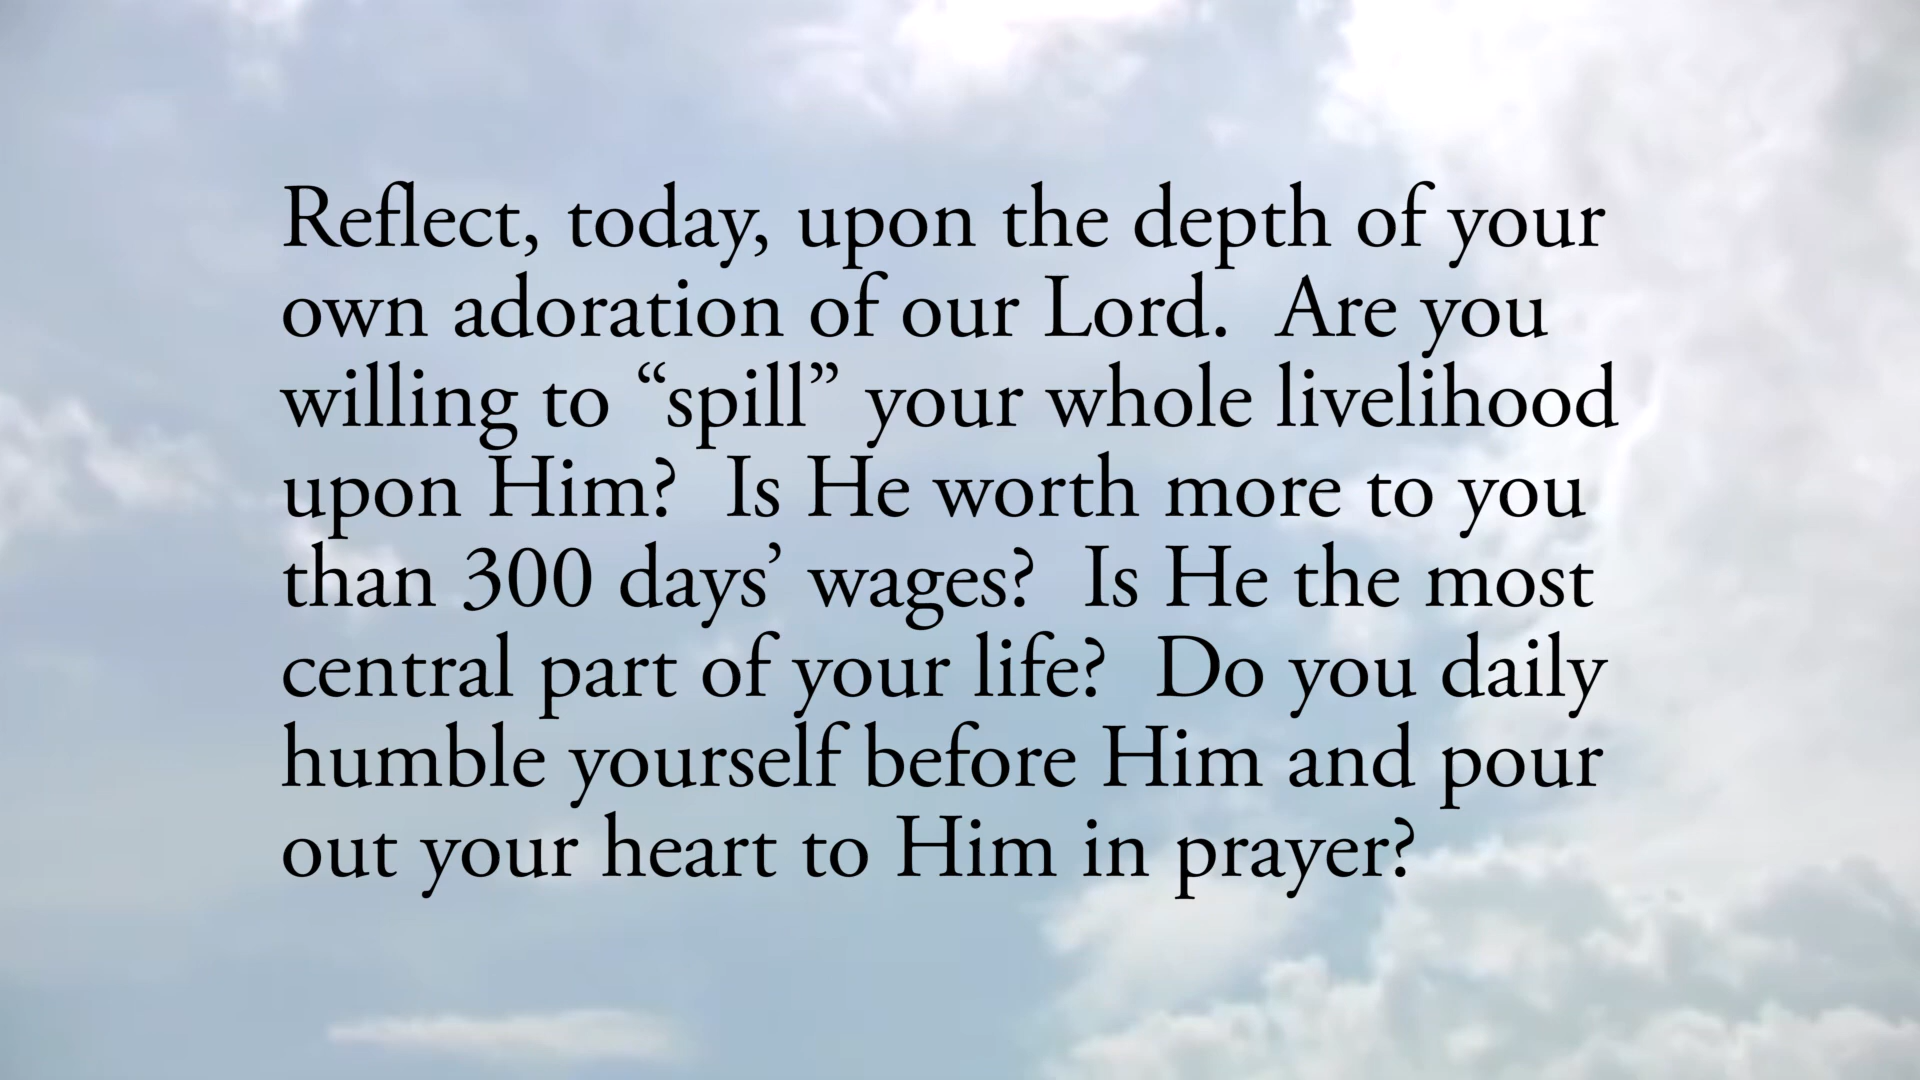 Reflect, today, upon the depth of your
own adoration of our Lord.  Are you
willing to “spill” your whole livelihood
upon Him?  Is He worth more to you
than 300 days’ wages?  Is He the most
central part of your life?  Do you daily
humble yourself before Him and pour
out your heart to Him in prayer?